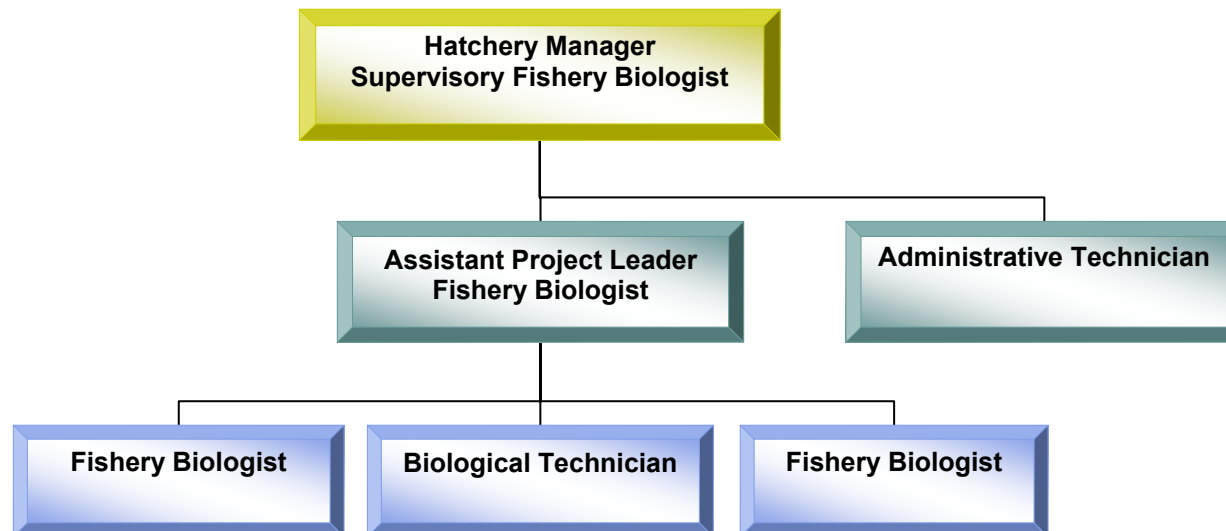 Hatchery Manager
Supervisory Fishery Biologist
Assistant Project Leader
Fishery Biologist
Administrative Technician
Fishery Biologist
Biological Technician
Fishery Biologist